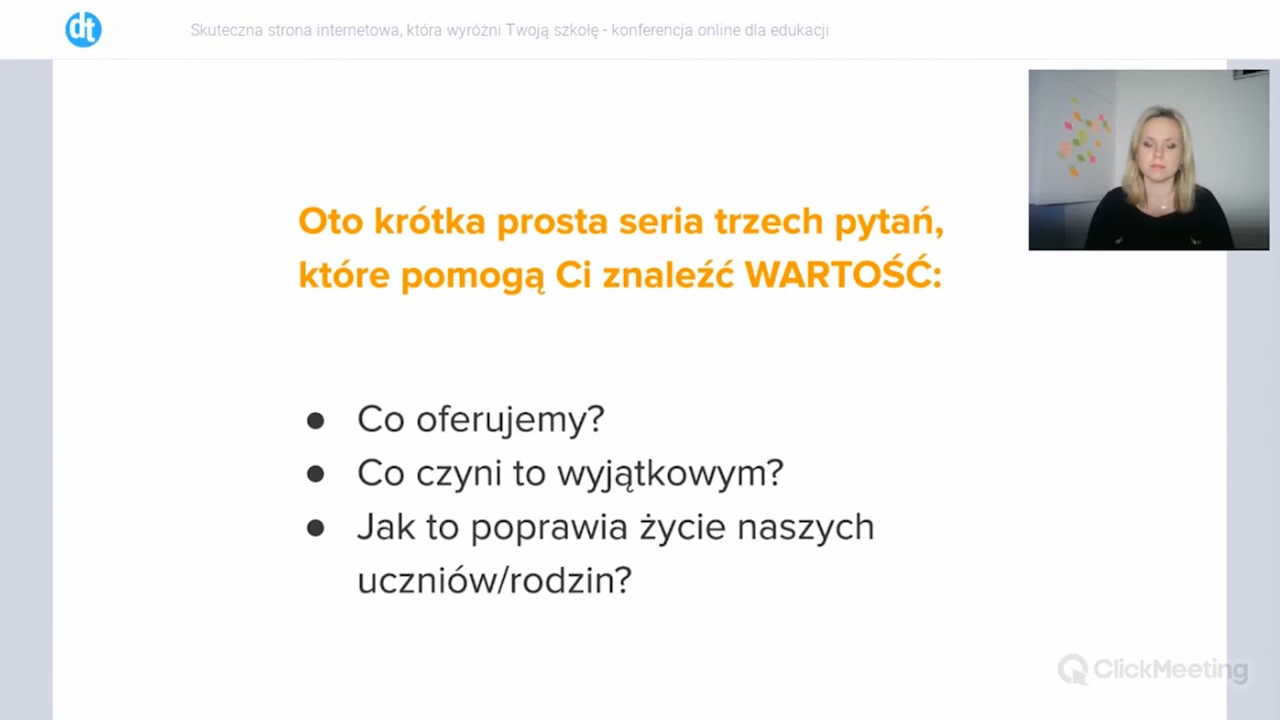 dt
Skuteczna strona internetowa, która wyróżni Twoją szkołę - konferencja online dla edukacji
Oto krótka prosta seria trzech pytań,
które pomogą Ci znaleźć WARTOŚĆ:
● Co oferujemy?
● Co czyni to wyjątkowym?
● Jak to poprawia życie naszych
uczniów/rodzin?
ClickMeeting